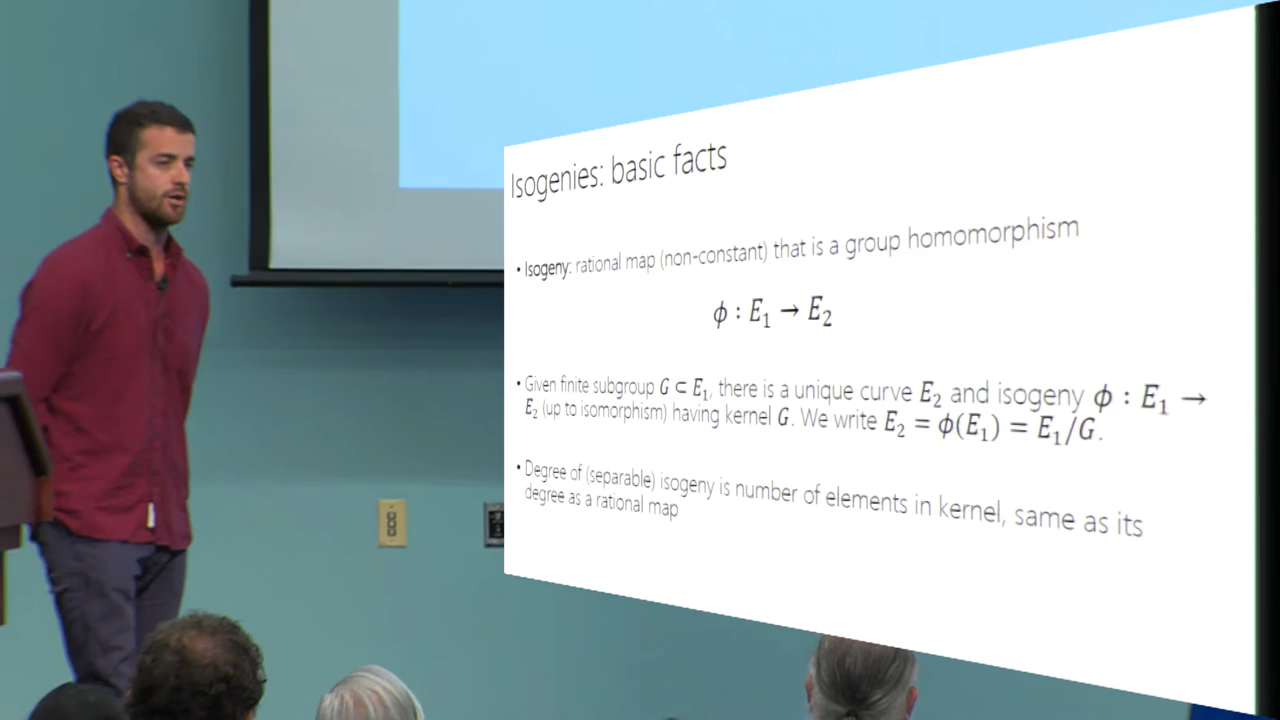 Isogenies: basic facts
• Isogeny: rational map (non-constant) that is a group homomorphism
ϕ : E₁ → E₂
• Given finite subgroup G ⊂ E₁, there is a unique curve E₂ and isogeny ϕ : E₁ →
E₂ (up to isomorphism) having kernel G. We write E₂ = ϕ(E₁) = E₁/G.
• Degree of (separable) isogeny is number of elements in kernel, same as its
degree as a rational map